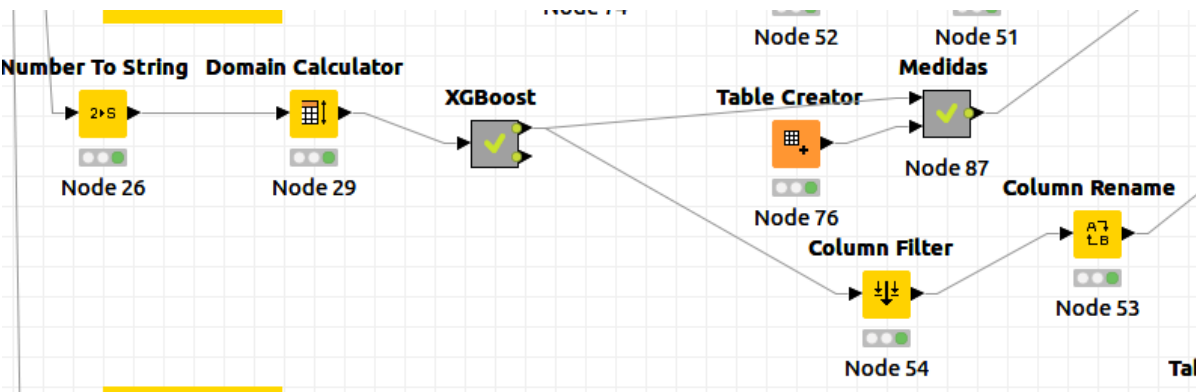 Node 52
Node 51
Number To String
Domain Calculator
Medidas
XGBoost
Table Creator
2▸S
Node 26
Node 29
Node 87
Column Rename
Node 76
A
B
Column Filter
Node 53
Node 54